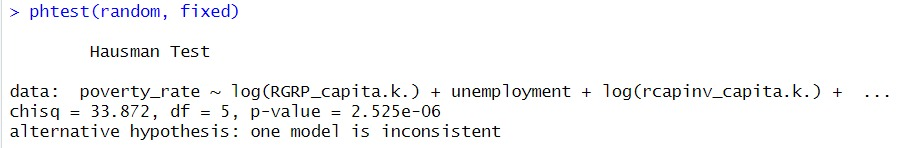 > phtest(random, fixed)
Hausman Test
data:  poverty_rate ~ log(RGRP_capita.k.) + unemployment + log(rcapinv_capita.k.) +  ...
chisq = 33.872, df = 5, p-value = 2.525e-06
alternative hypothesis: one model is inconsistent